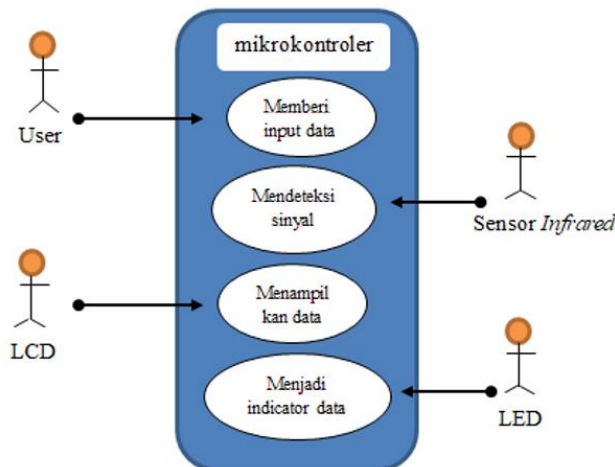 mikrokontroler
Memberi
input data
User
Mendeteksi
sinyal
Sensor Infrared
Menampil
kan data
LCD
Menjadi
indicator data
LED